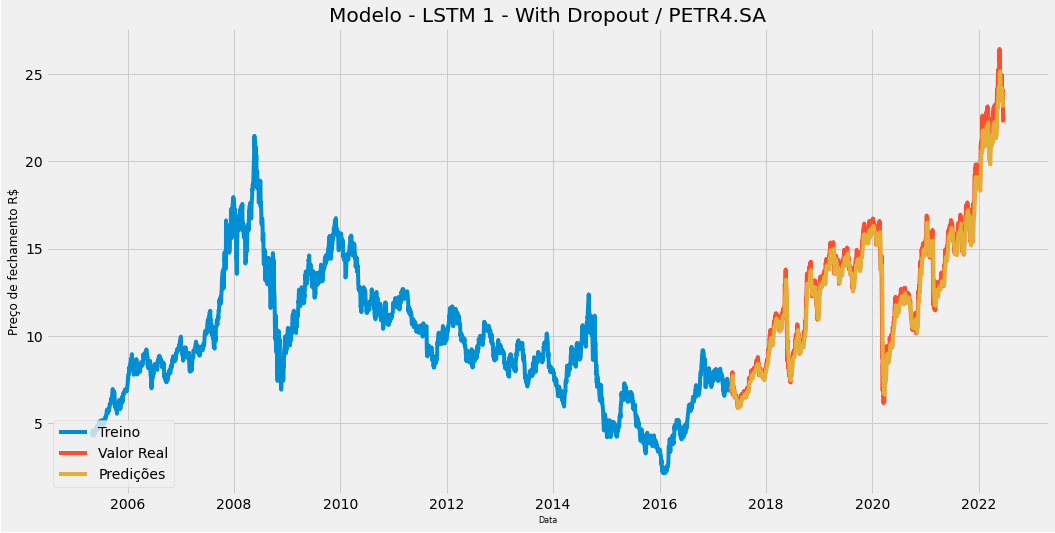 Modelo - LSTM 1 - With Dropout / PETR4.SA
Preço de fechamento R$
25
20
15
10
5
Treino
Valor Real
Predições
2006 2008 2010 2012 2014 2016 2018 2020 2022
Data